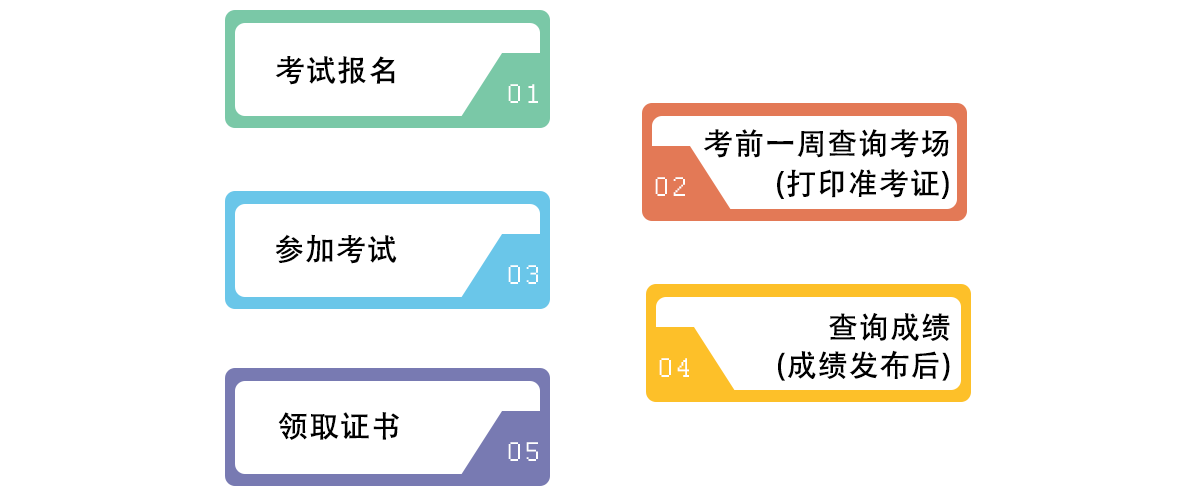 考试报名
01
考前一周查询考场
(打印准考证)
02
参加考试
03
查询成绩
(成绩发布后)
04
领取证书
05